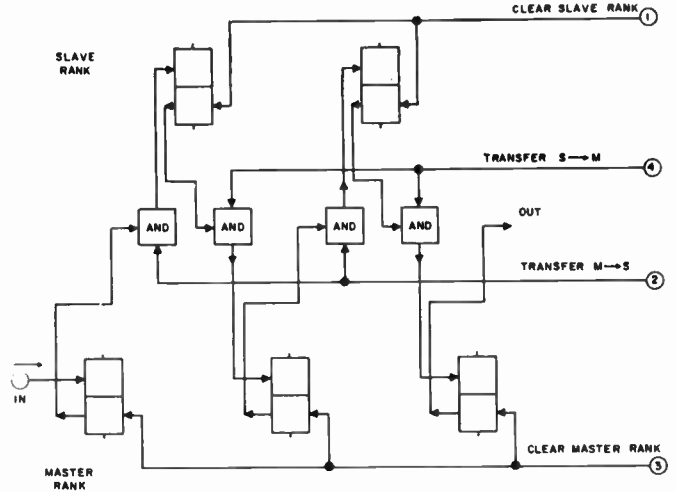 CLEAR SLAVE RANK 1
SLAVE
RANK
TRANSFER S→M 4
AND AND AND AND
OUT
TRANSFER M→S 2
IN
CLEAR MASTER RANK 3
MASTER
RANK